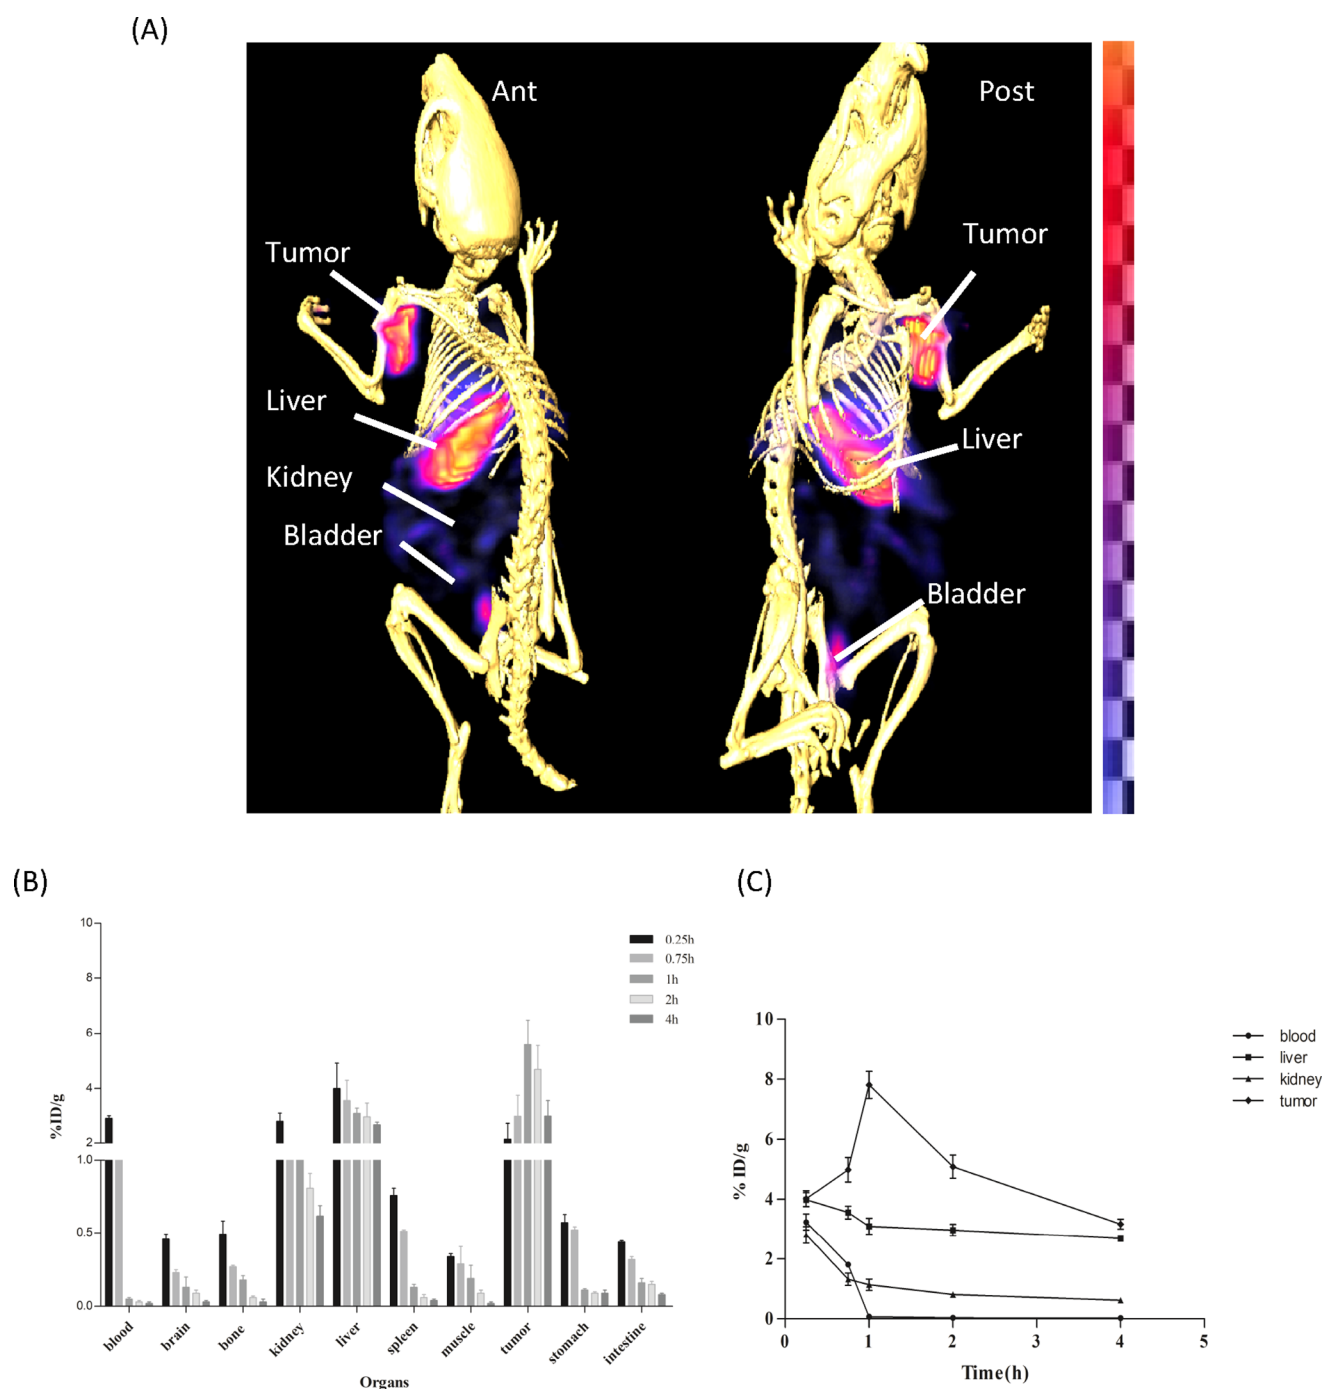 (A)
Ant
Post
Tumor
Tumor
Liver
Liver
Kidney
Bladder
Bladder
(B)
10
8
6
4
2
1.0
0.5
0.0
%ID/g
0.25h
0.75h
1h
2h
4h
blood
brain
bone
kidney
liver
spleen
muscle
tumor
stomach
intestine
Organs
(C)
10
8
6
4
2
0
% ID/g
0
1
2
3
4
5
Time(h)
blood
liver
kidney
tumor